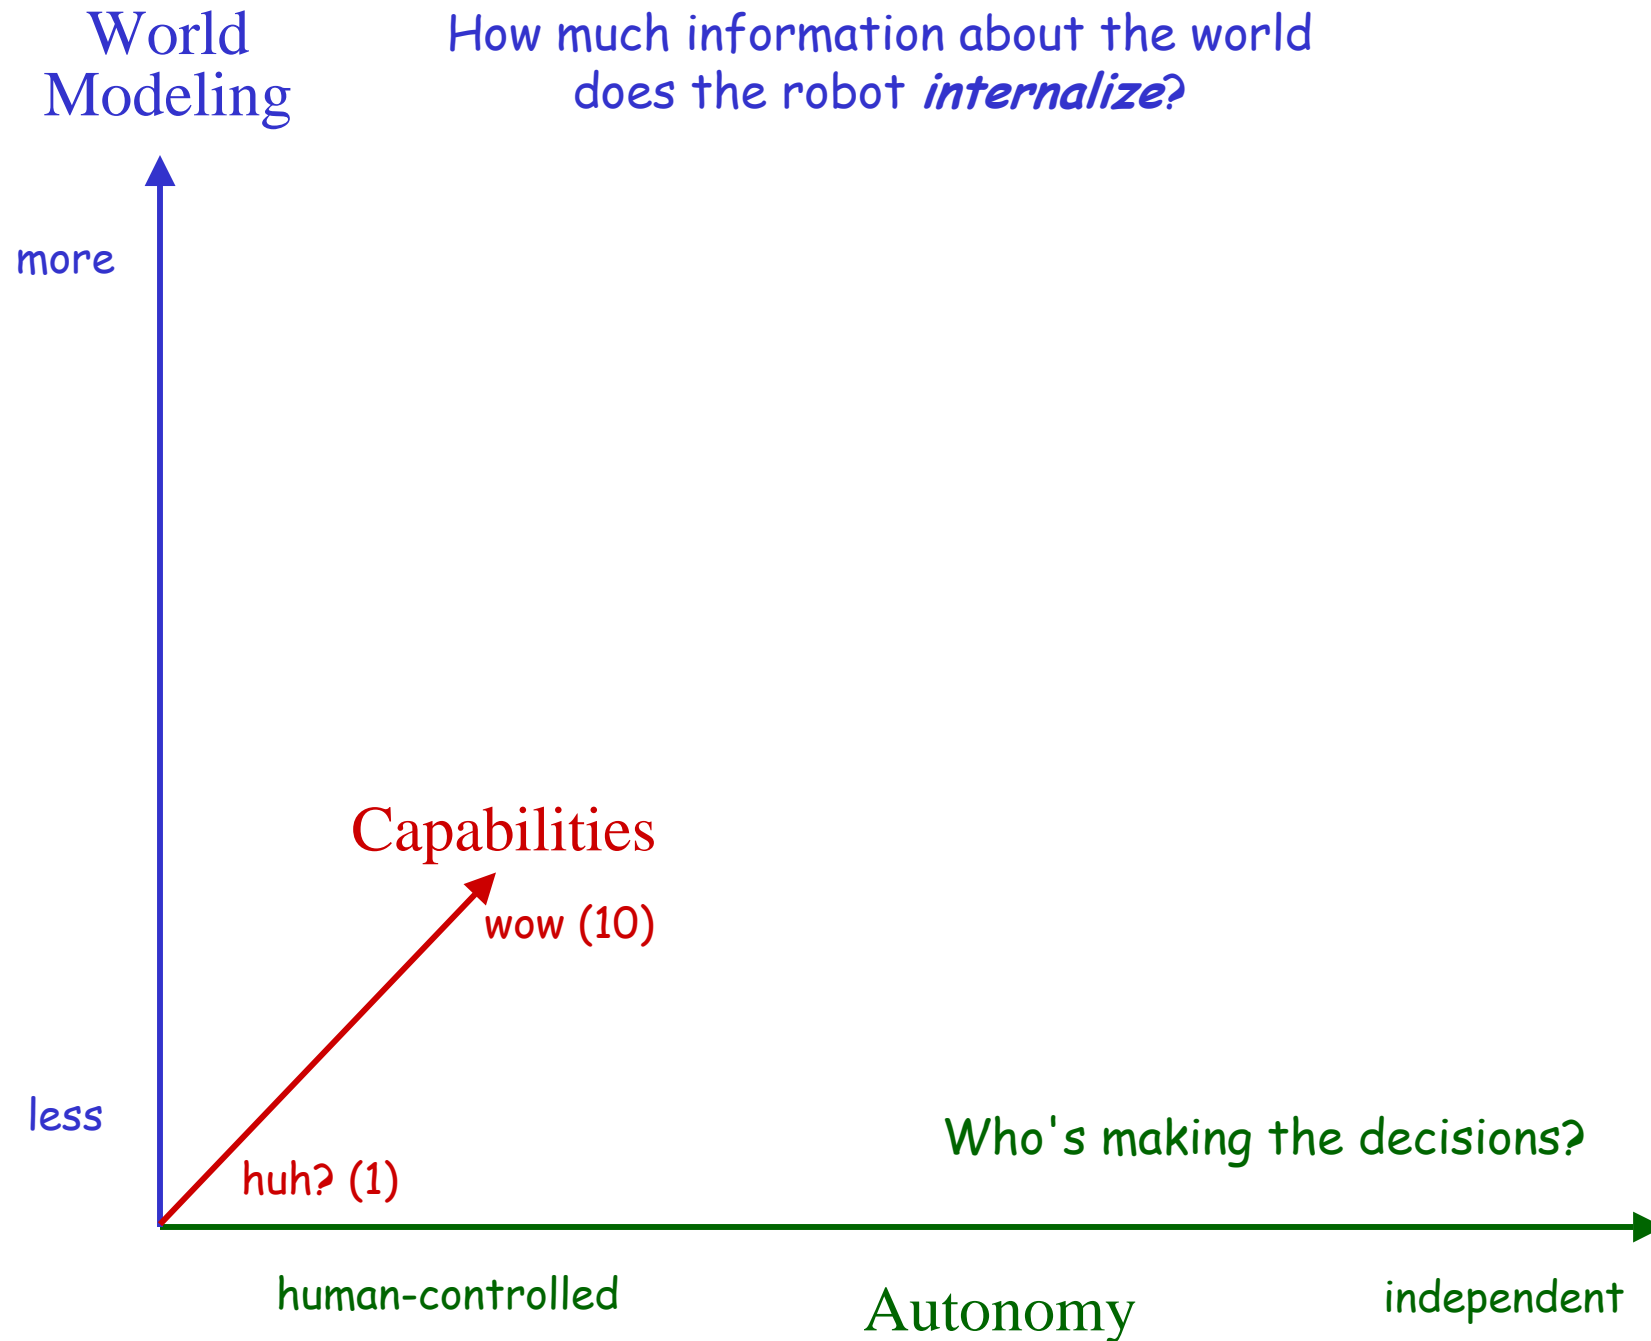 World
Modeling
How much information about the world
does the robot internalize?
more
Capabilities
wow (10)
less
huh? (1)
Who's making the decisions?
human-controlled
Autonomy
independent